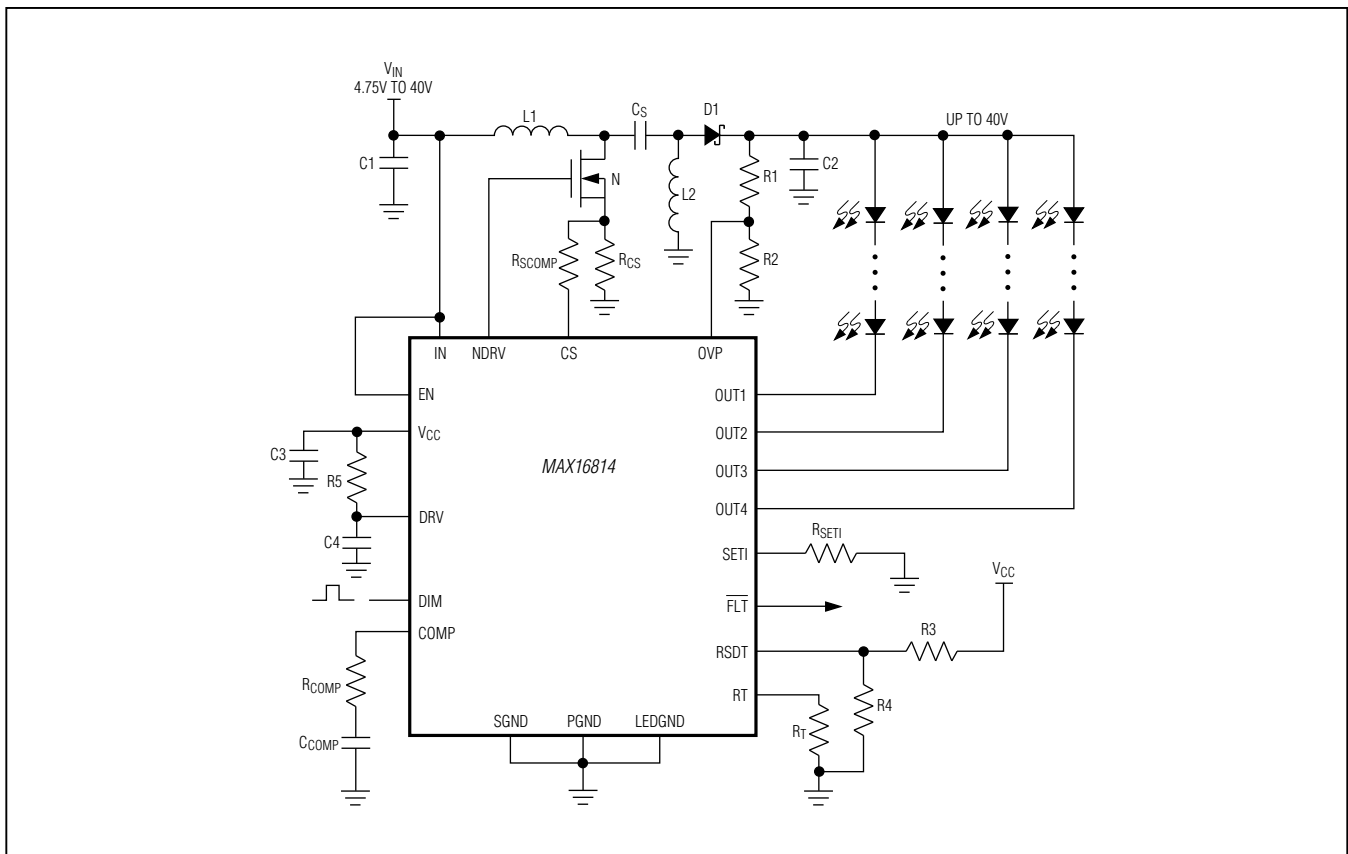 V_IN
4.75V TO 40V
L1
C_S
D1
UP TO 40V
C1
N
L2
R1
C2
R_SCOMP
R_CS
R2
IN
NDRV
CS
OVP
EN
OUT1
V_CC
OUT2
C3
R5
MAX16814
OUT3
DRV
OUT4
C4
SETI
R_SETI
V_CC
DIM
FLT
COMP
RSDT
R3
R_COMP
RT
R4
SGND
PGND
LEDGND
R_T
C_COMP